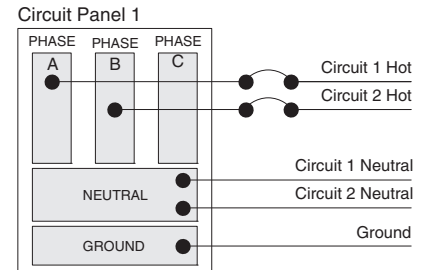 Circuit Panel 1
PHASE PHASE PHASE
A B C
Circuit 1 Hot
Circuit 2 Hot
Circuit 1 Neutral
NEUTRAL
Circuit 2 Neutral
Ground
GROUND